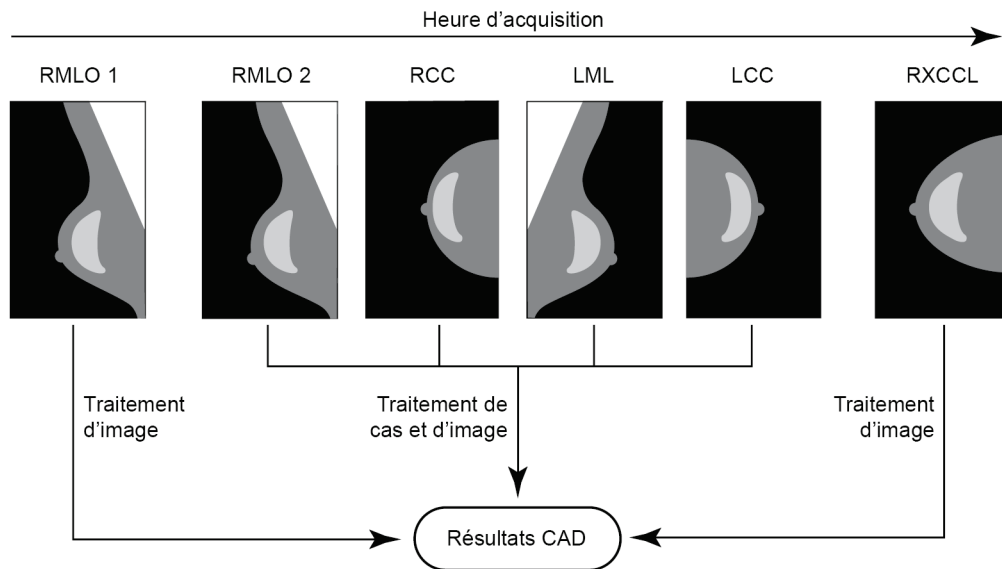 Heure d'acquisition
RMLO 1
RMLO 2
RCC
LML
LCC
RXCCL
Traitement
d'image
Traitement de
cas et d'image
Traitement
d'image
Résultats CAD